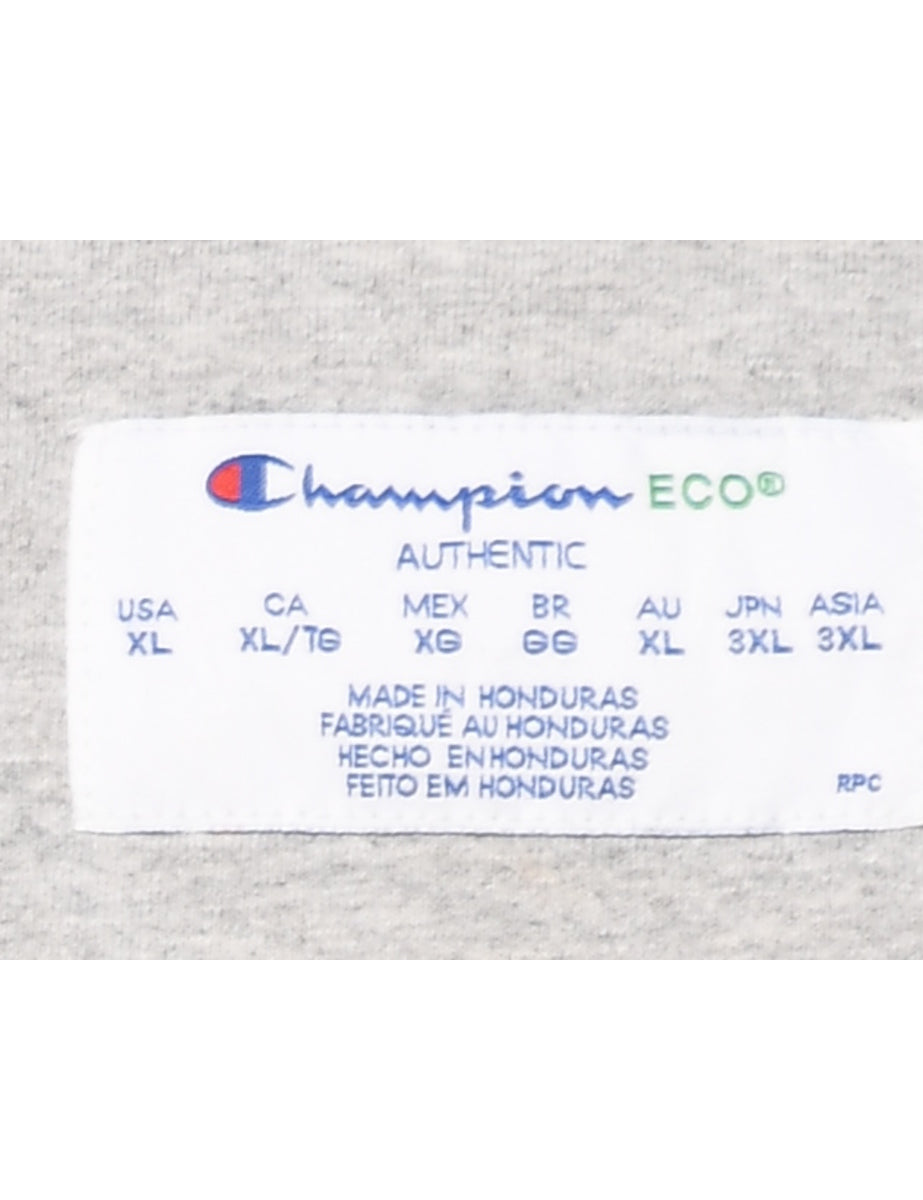 Champion ECO®
AUTHENTIC
USA CA MEX BR AU JPN ASIA
XL XL/TG XG GG XL 3XL 3XL
MADE IN HONDURAS
FABRIQUÉ AU HONDURAS
HECHO EN HONDURAS
FEITO EM HONDURAS
RPC